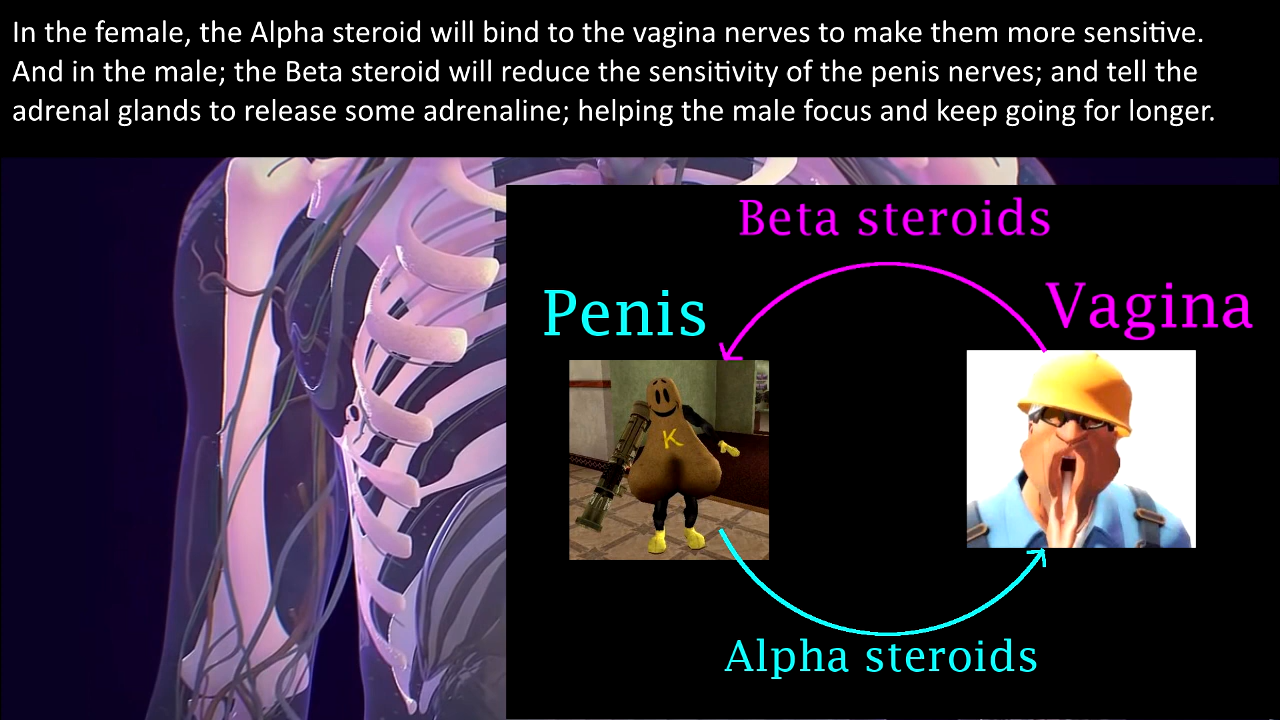 In the female, the Alpha steroid will bind to the vagina nerves to make them more sensitive.
And in the male; the Beta steroid will reduce the sensitivity of the penis nerves; and tell the
adrenal glands to release some adrenaline; helping the male focus and keep going for longer.
Beta steroids
Penis
Vagina
K
Alpha steroids